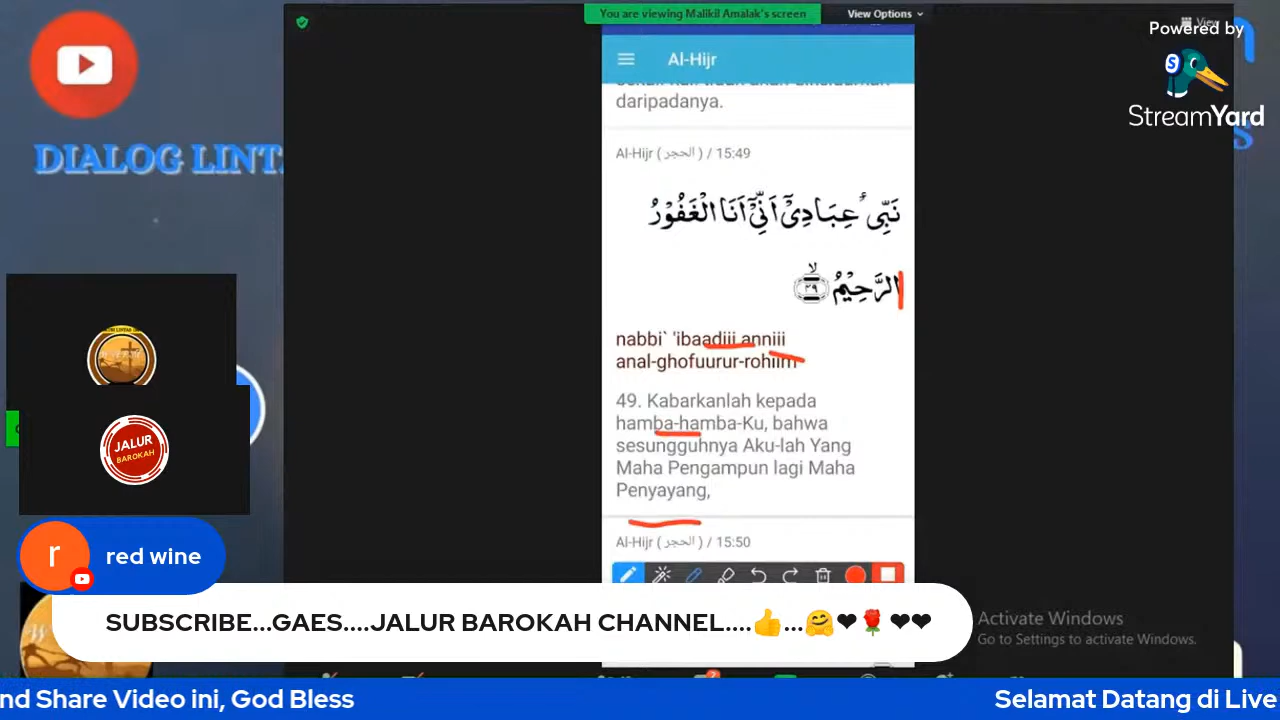 You are viewing Malikil Amalak's screen
View Options
View
Powered by
StreamYard
DIALOG LINT
Al-Hijr
daripadanya.
Al-Hijr ( الحجر ) / 15:49
نَبِّئْ عِبَادِيْٓ اَنِّيْٓ اَنَا الْغَفُوْرُ
الرَّحِيْمُۙ ٤٩
nabbi` 'ibaadiii anniii
anal-ghofuurur-rohiim
49. Kabarkanlah kepada
hamba-hamba-Ku, bahwa
sesungguhnya Aku-lah Yang
Maha Pengampun lagi Maha
Penyayang,
Al-Hijr ( الحجر ) / 15:50
JALUR
BAROKAH
r
red wine
SUBSCRIBE...GAES....JALUR BAROKAH CHANNEL....👍...🤗❤🌹❤❤
Activate Windows
Go to Settings to activate Windows.
nd Share Video ini, God Bless
Selamat Datang di Live